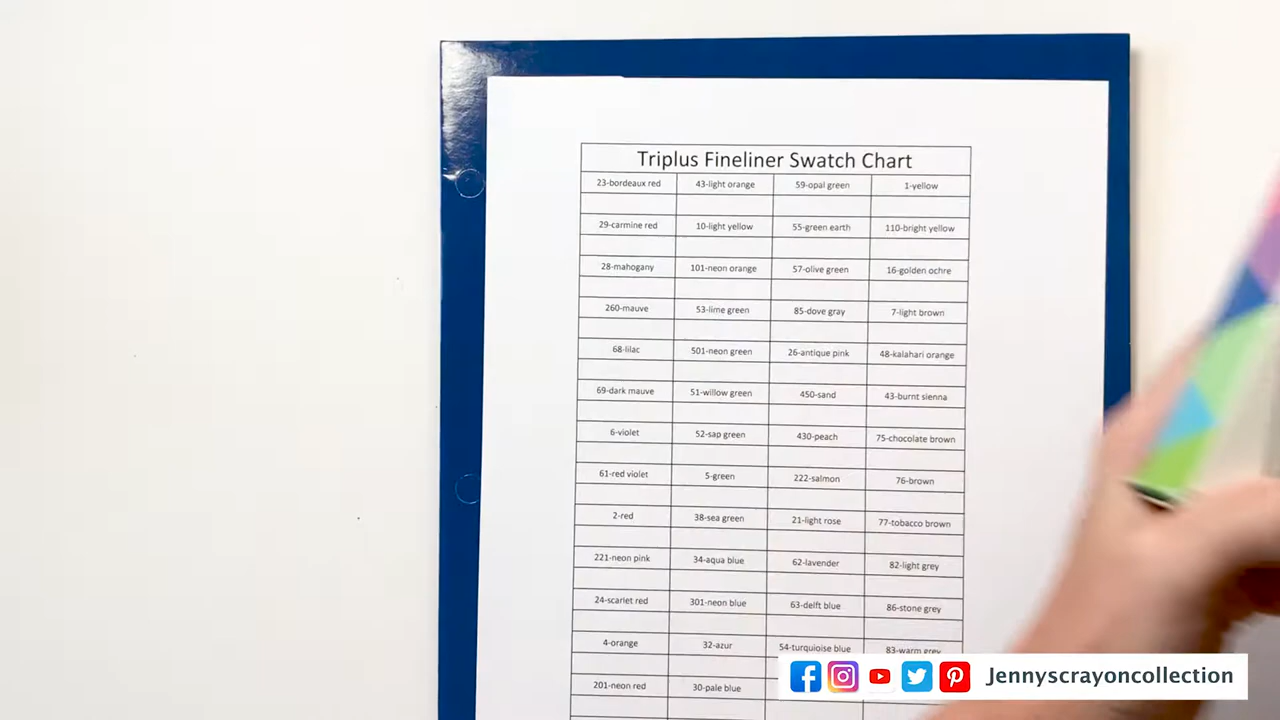 Triplus Fineliner Swatch Chart
23-bordeaux red 43-light orange 59-opal green 1-yellow
29-carmine red 10-light yellow 55-green earth 110-bright yellow
28-mahogany 101-neon orange 57-olive green 16-golden ochre
260-mauve 53-lime green 85-dove gray 7-light brown
68-lilac 501-neon green 26-antique pink 48-kalahari orange
69-dark mauve 51-willow green 450-sand 43-burnt sienna
6-violet 52-sap green 430-peach 75-chocolate brown
61-red violet 5-green 222-salmon 76-brown
2-red 38-sea green 21-light rose 77-tobacco brown
221-neon pink 34-aqua blue 62-lavender 82-light grey
24-scarlet red 301-neon blue 63-delft blue 86-stone grey
4-orange 32-azur 54-turquioise blue 83-warm grey
201-neon red 30-pale blue
Jennyscrayoncollection